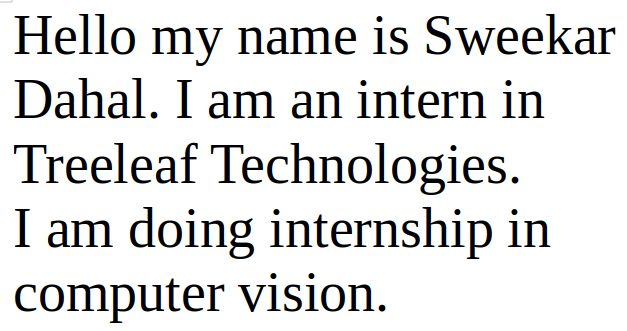 Hello my name is Sweekar
Dahal. I am an intern in
Treeleaf Technologies.
I am doing internship in
computer vision.